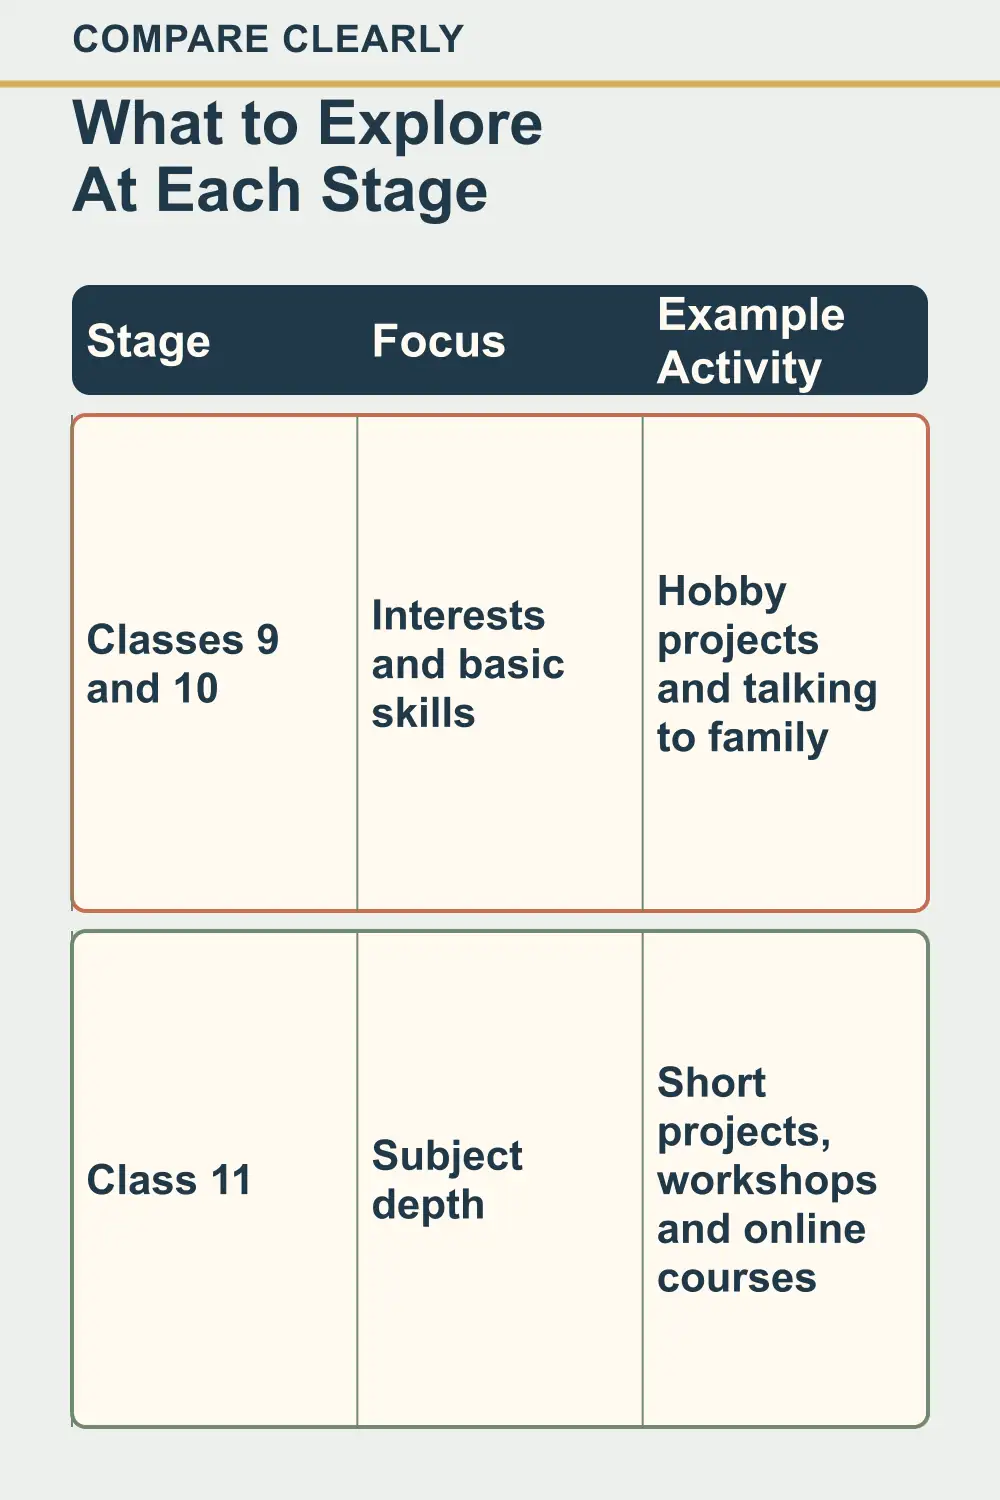 COMPARE CLEARLY
What to Explore
At Each Stage
Stage
Focus
Example
Activity
Classes 9
and 10
Interests
and basic
skills
Hobby
projects
and talking
to family
Class 11
Subject
depth
Short
projects,
workshops
and online
courses